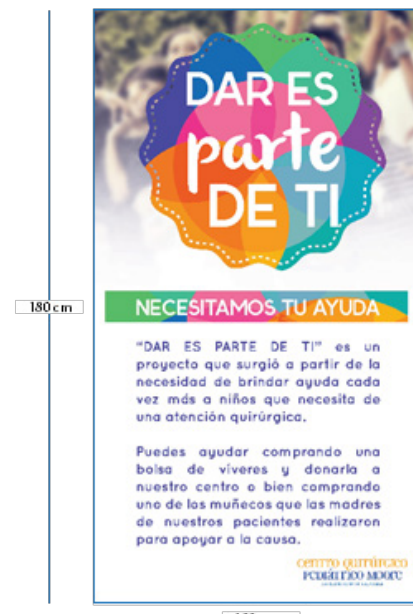 DAR ES
parte
DE TI
180 cm
NECESITAMOS TU AYUDA
"DAR ES PARTE DE TI" es un
proyecto que surgió a partir de la
necesidad de brindar ayuda cada
vez más a niños que necesita de
una atención quirúrgica.
Puedes ayudar comprando una
bolsa de víveres y donarla a
nuestro centro o bien comprando
uno de los muñecos que las madres
de nuestros pacientes realizaron
para apoyar a la causa.
CENTRO QUIRÚRGICO
PEDIÁTRICO MOORE